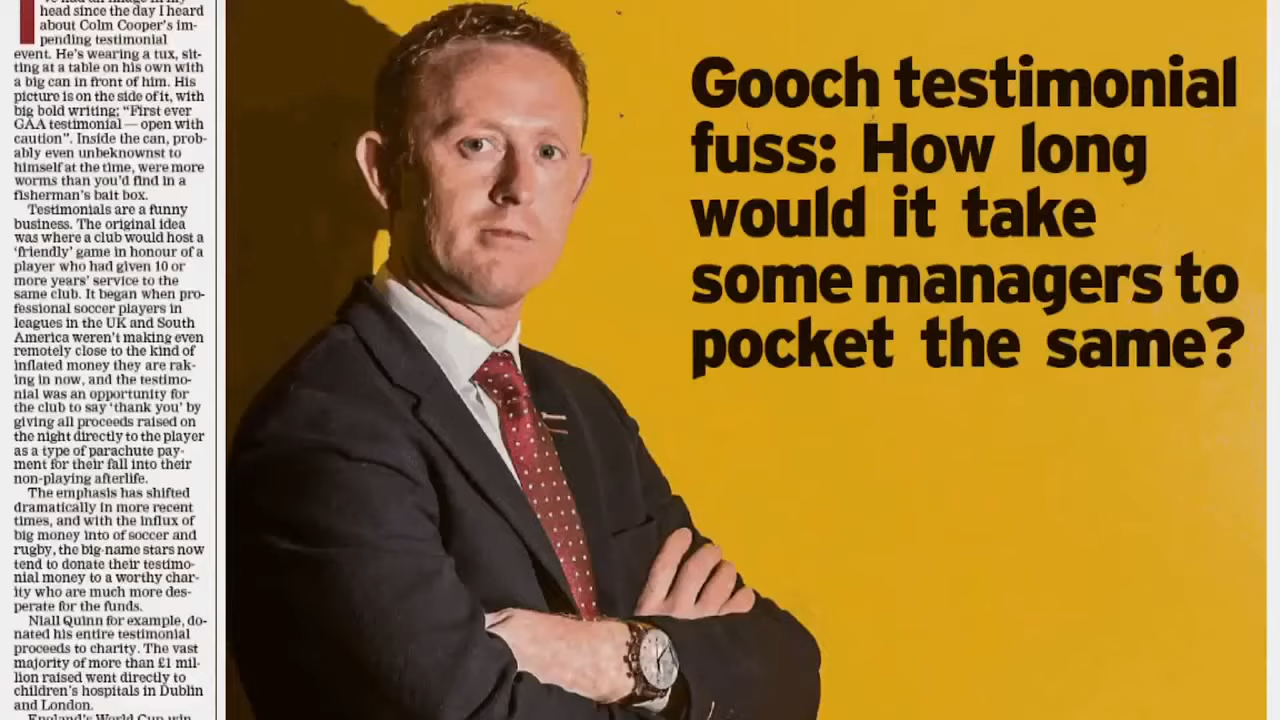 've had an image in my
head since the day I heard
about Colm Cooper's im-
pending testimonial
event. He's wearing a tux, sit-
ting at a table on his own with
a big can in front of him. His
picture is on the side of it, with
big bold writing; "First ever
GAA testimonial — open with
caution". Inside the can, prob-
ably even unbeknownst to
himself at the time, were more
worms than you'd find in a
fisherman's bait box.
Testimonials are a funny
business. The original idea
was where a club would host a
'friendly' game in honour of a
player who had given 10 or
more years' service to the
same club. It began when pro-
fessional soccer players in
leagues in the UK and South
America weren't making even
remotely close to the kind of
inflated money they are rak-
ing in now, and the testimo-
nial was an opportunity for
the club to say 'thank you' by
giving all proceeds raised on
the night directly to the player
as a type of parachute pay-
ment for their fall into their
non-playing afterlife.
The emphasis has shifted
dramatically in more recent
times, and with the influx of
big money into of soccer and
rugby, the big-name stars now
tend to donate their testimo-
nial money to a worthy char-
ity who are much more des-
perate for the funds.
Niall Quinn for example, do-
nated his entire testimonial
proceeds to charity. The vast
majority of more than £1 mil-
lion raised went directly to
children's hospitals in Dublin
and London.
England's World Cup win-
Gooch testimonial
fuss: How long
would it take
some managers to
pocket the same?